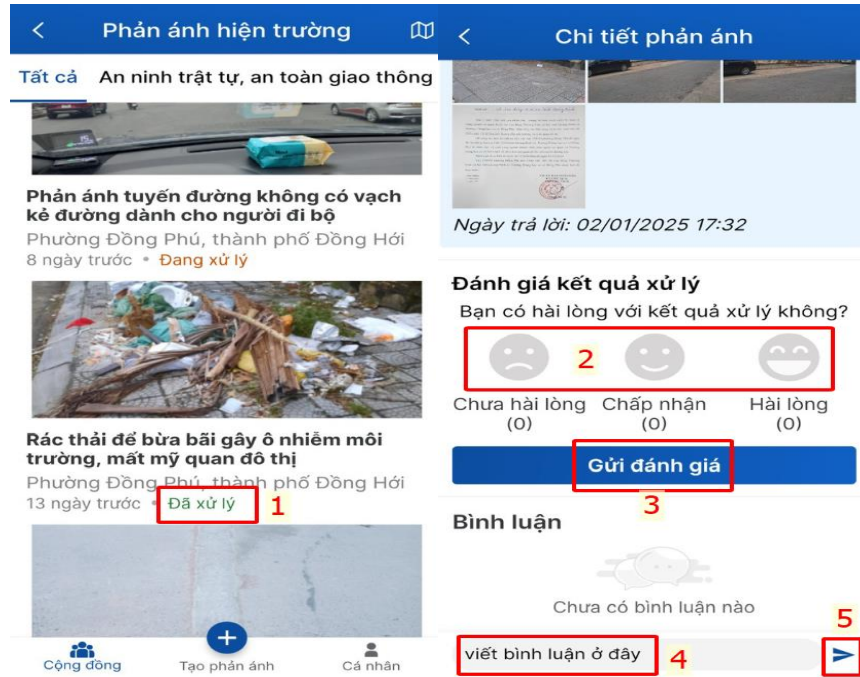 Phản ánh hiện trường
Tất cả An ninh trật tự, an toàn giao thông
Phản ánh tuyến đường không có vạch
kẻ đường dành cho người đi bộ
Phường Đồng Phú, thành phố Đồng Hới
8 ngày trước • Đang xử lý
Rác thải để bừa bãi gây ô nhiễm môi
trường, mất mỹ quan đô thị
Phường Đồng Phú, thành phố Đồng Hới
13 ngày trước • Đã xử lý
1
Cộng đồng
Tạo phản ánh
Cá nhân
Chi tiết phản ánh
Ngày trả lời: 02/01/2025 17:32
Đánh giá kết quả xử lý
Bạn có hài lòng với kết quả xử lý không?
2
Chưa hài lòng Chấp nhận Hài lòng
(0) (0) (0)
Gửi đánh giá
3
Bình luận
Chưa có bình luận nào
viết bình luận ở đây
4
5